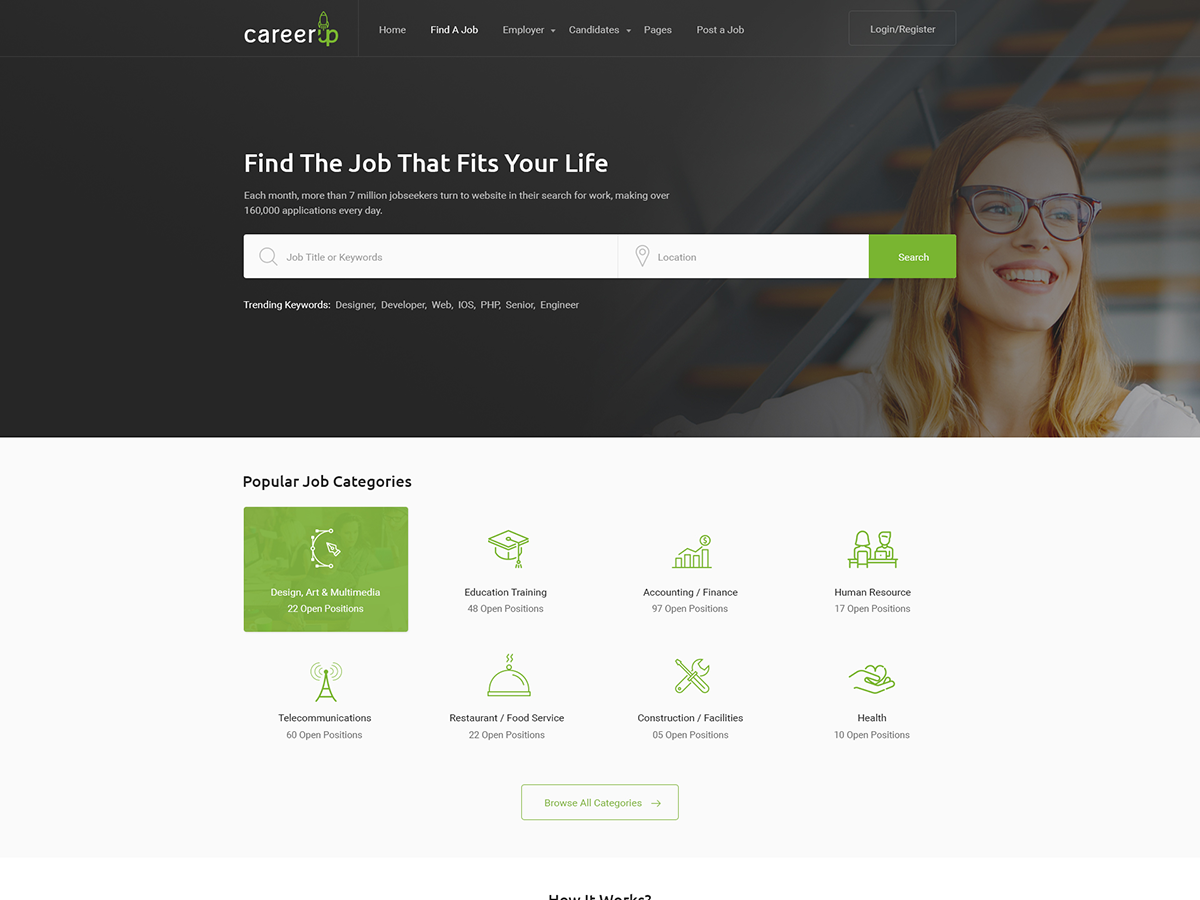 careerup
Home Find A Job Employer Candidates Pages Post a Job Login/Register
Find The Job That Fits Your Life
Each month, more than 7 million jobseekers turn to website in their search for work, making over
160,000 applications every day.
Job Title or Keywords Location Search
Trending Keywords: Designer, Developer, Web, IOS, PHP, Senior, Engineer
Popular Job Categories
Design, Art & Multimedia
22 Open Positions
Education Training
48 Open Positions
Accounting / Finance
97 Open Positions
Human Resource
17 Open Positions
Telecommunications
60 Open Positions
Restaurant / Food Service
22 Open Positions
Construction / Facilities
05 Open Positions
Health
10 Open Positions
Browse All Categories
How It Works?